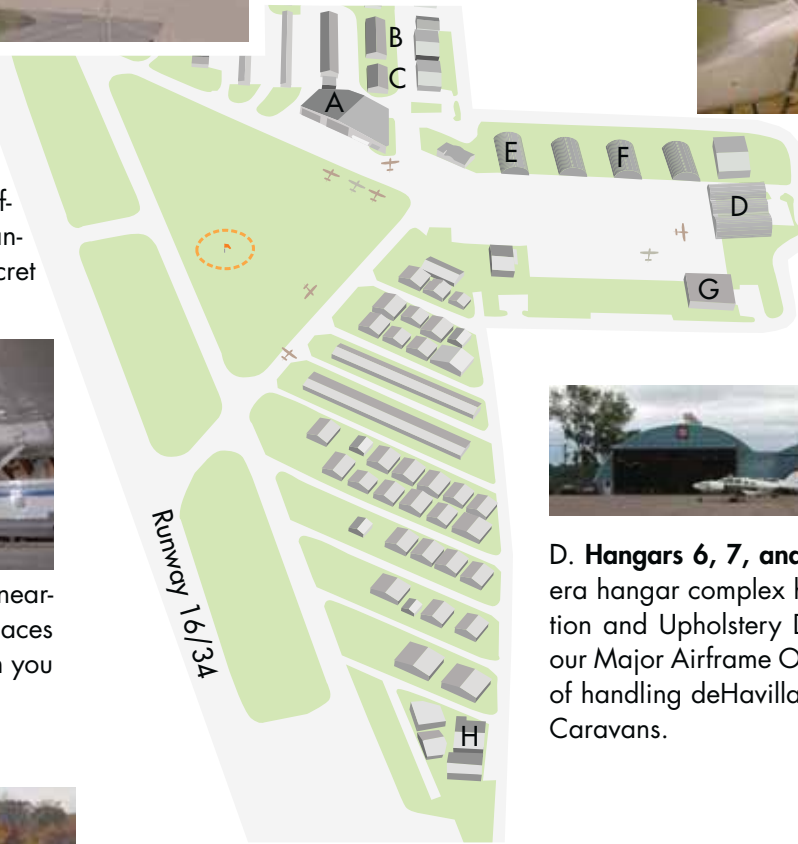 B
C
A
E
F
D
G
f-
n-
cret
Runway 16/34
near-
aces
you
H
D. Hangars 6, 7, and
era hangar complex
tion and Upholstery
our Major Airframe
of handling deHavilla
Caravans.